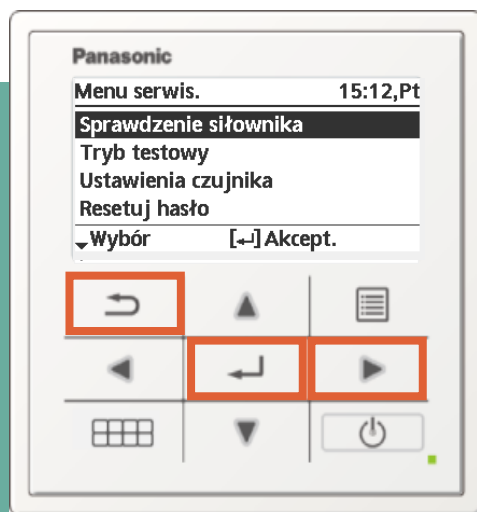 Panasonic
Menu serwis. 15:12,Pt
Sprawdzenie siłownika
Tryb testowy
Ustawienia czujnika
Resetuj hasło
Wybór [↵] Akcept.